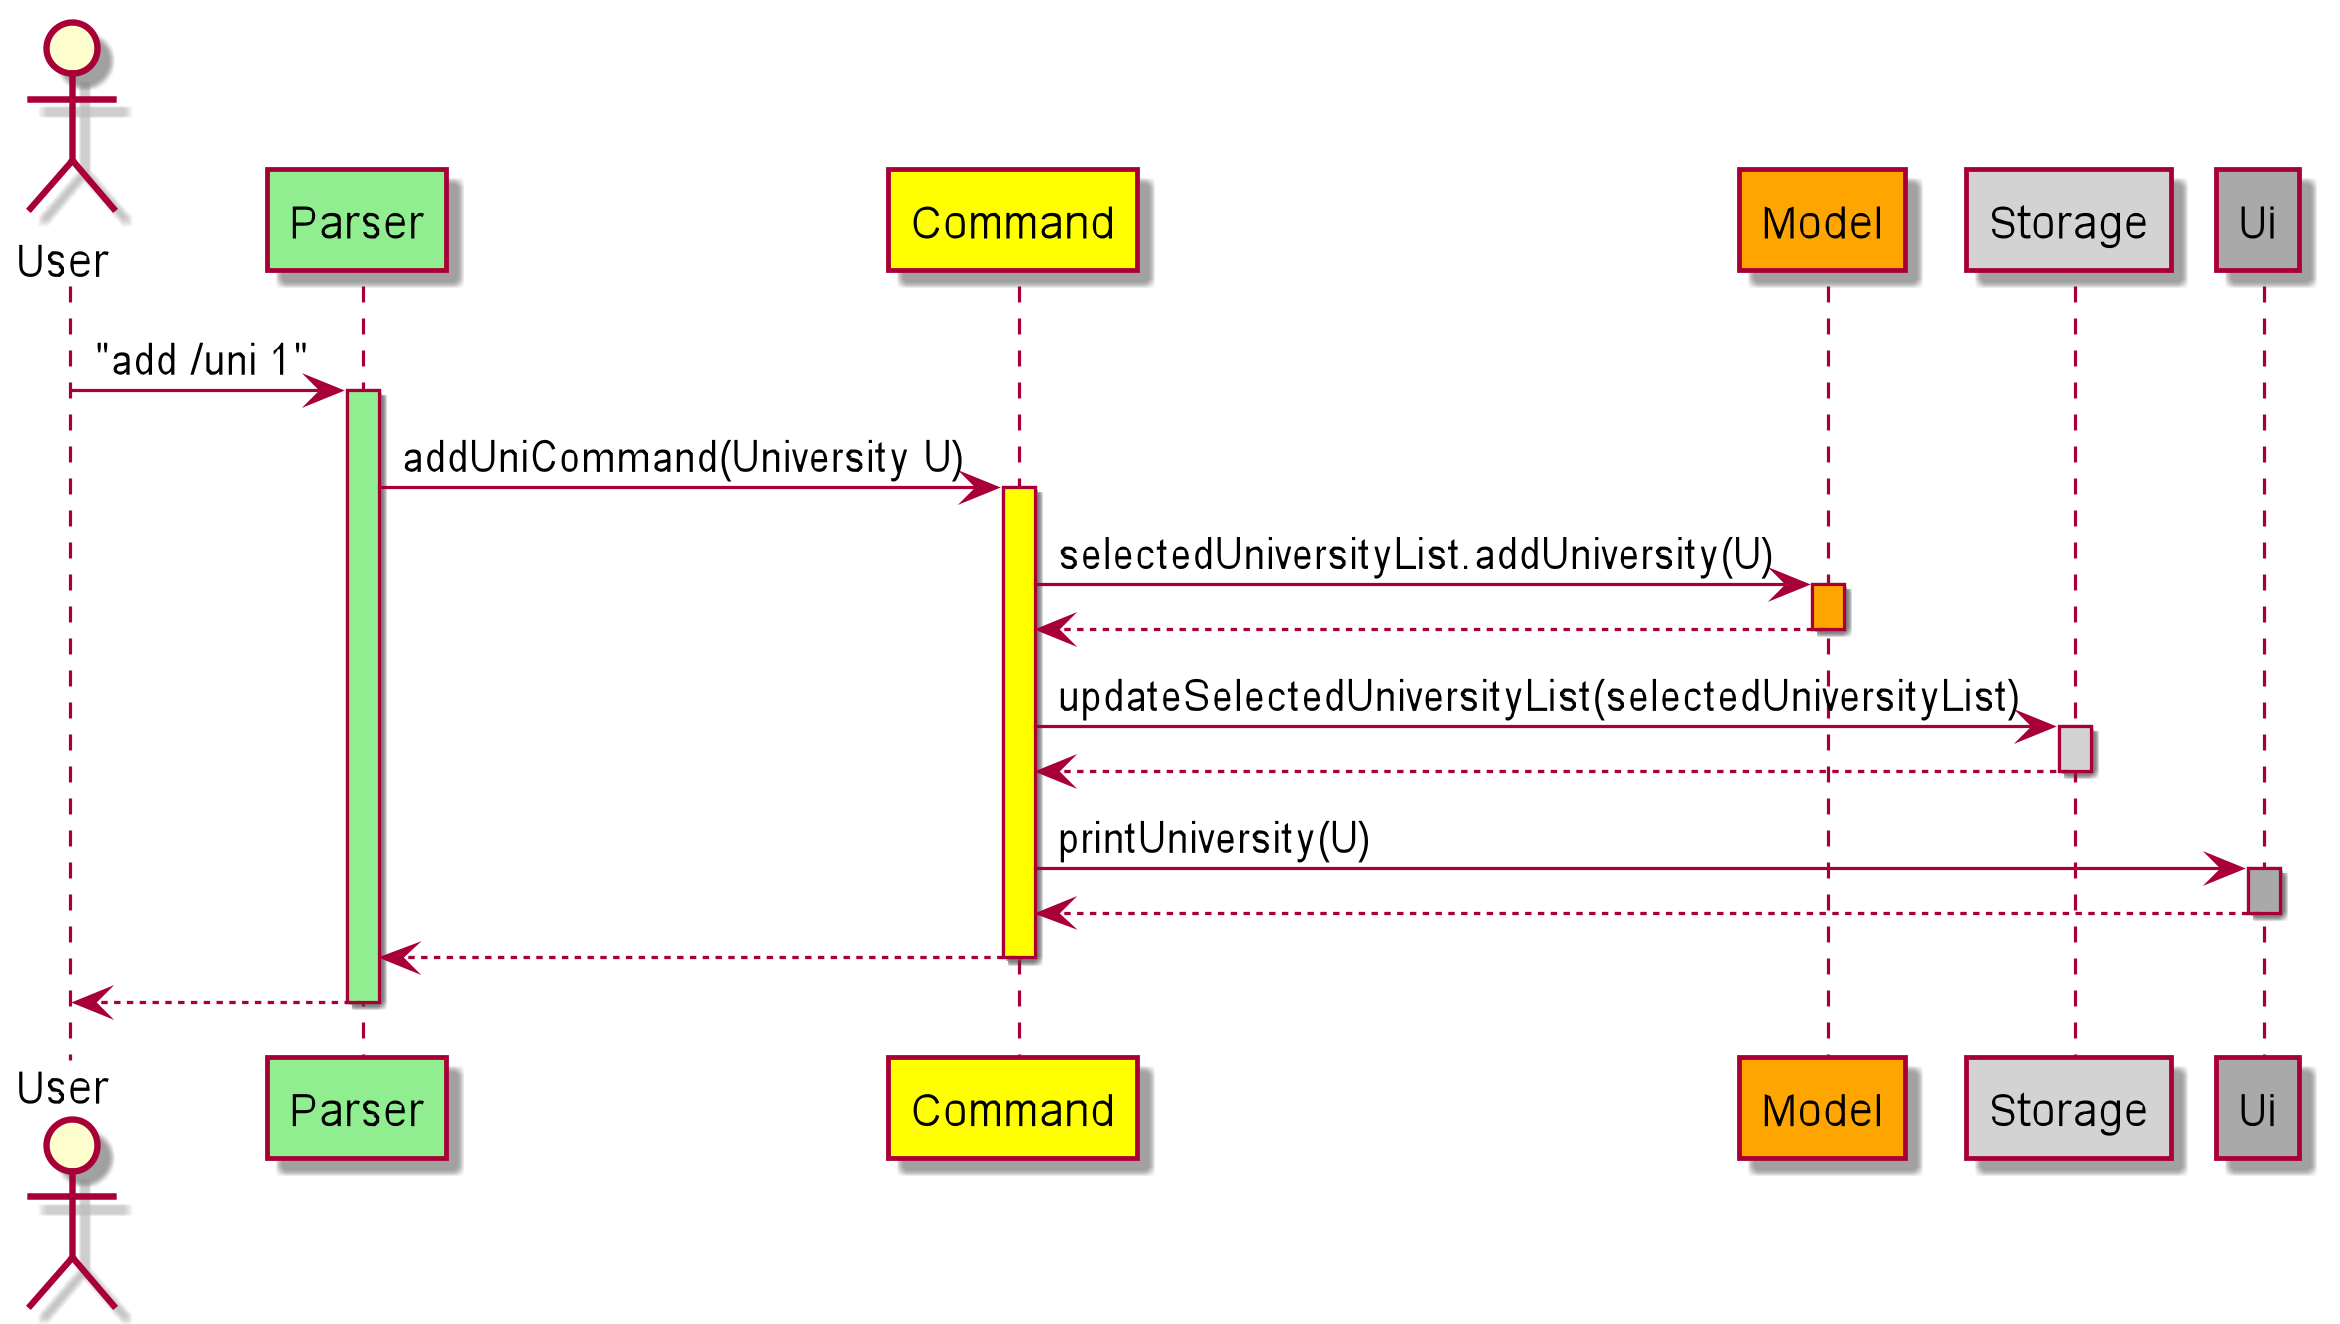 User
Parser
Command
Model
Storage
Ui
"add /uni 1"
addUniCommand(University U)
selectedUniversityList.addUniversity(U)
updateSelectedUniversityList(selectedUniversityList)
printUniversity(U)
User
Parser
Command
Model
Storage
Ui